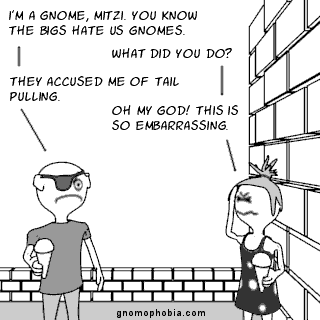 I'M A GNOME, MITZI. YOU KNOW
THE BIGS HATE US GNOMES.
WHAT DID YOU DO?
THEY ACCUSED ME OF TAIL
PULLING.
OH MY GOD! THIS IS
SO EMBARRASSING.
gnomophobia.com